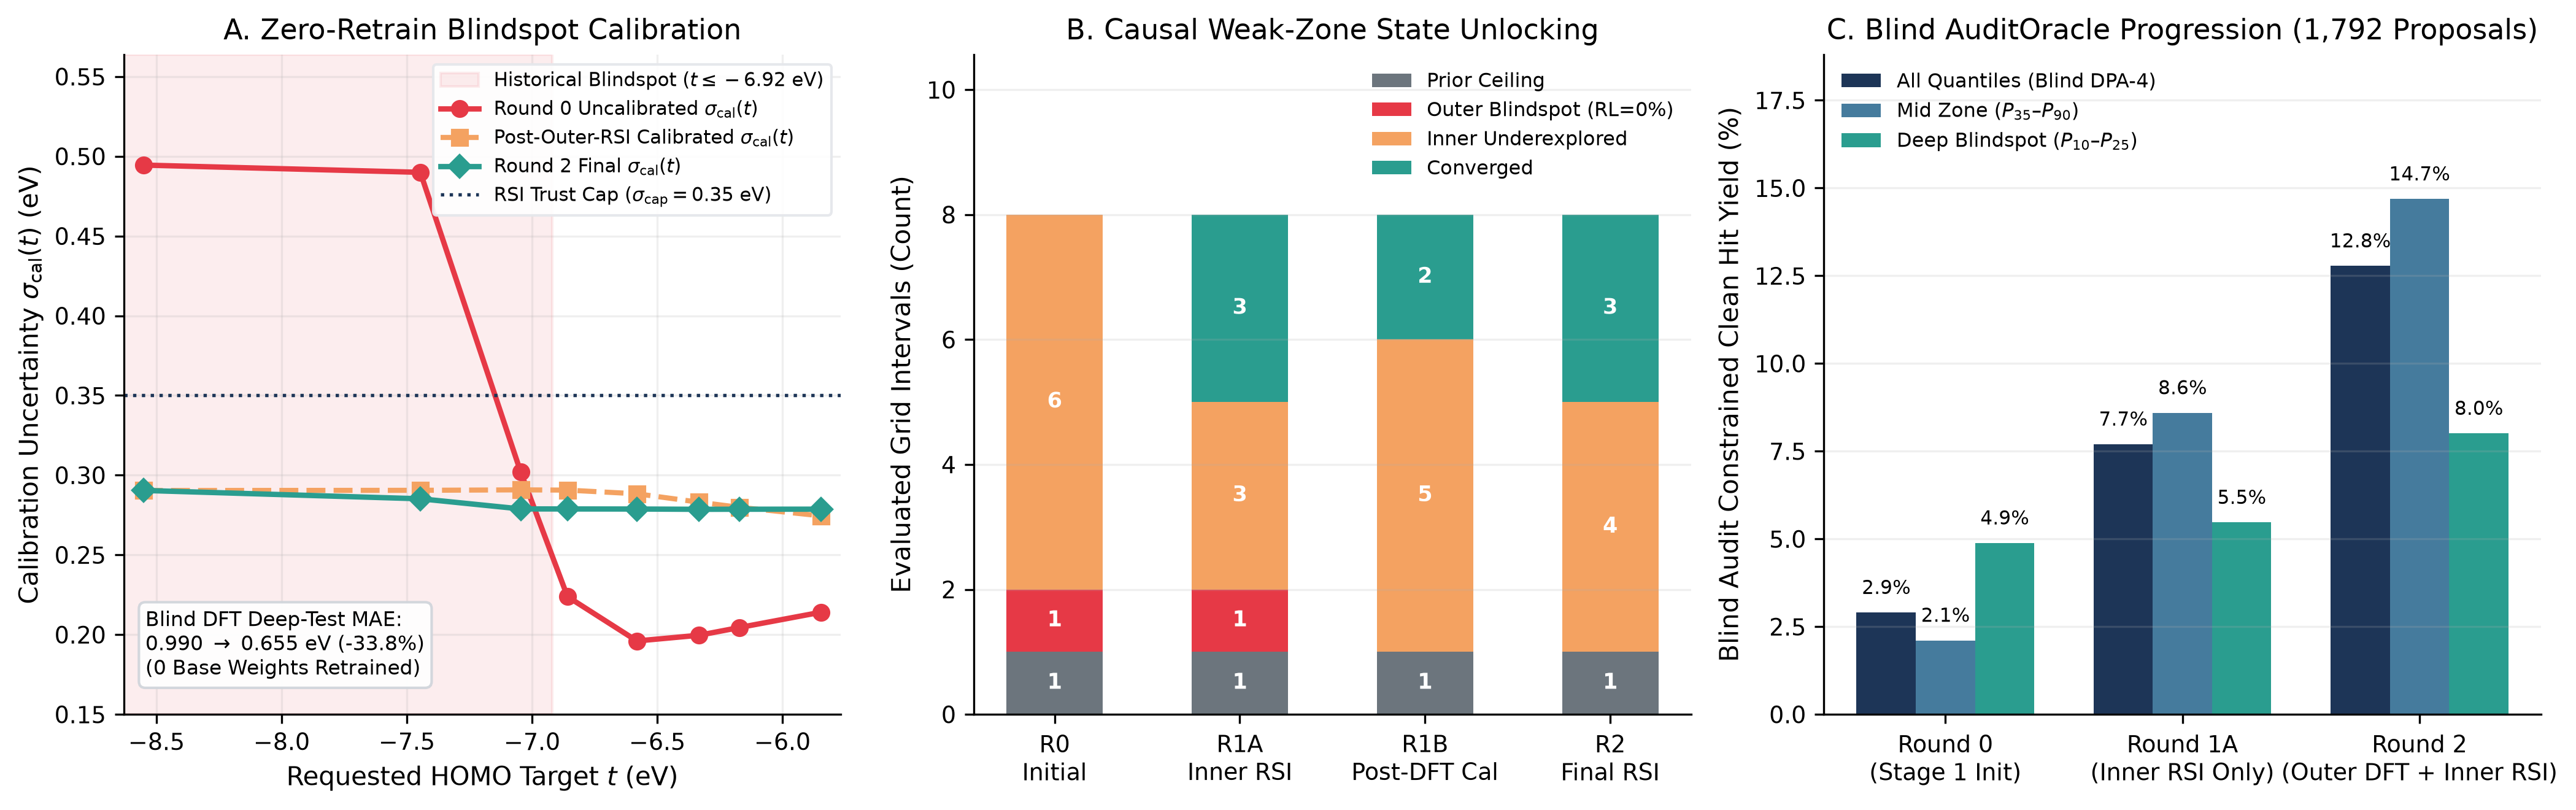 A. Zero-Retrain Blindspot Calibration
Calibration Uncertainty σcal(t) (eV)
0.55
0.50
0.45
0.40
0.35
0.30
0.25
0.20
0.15
Historical Blindspot (t ≤ −6.92 eV)
Round 0 Uncalibrated σcal(t)
Post-Outer-RSI Calibrated σcal(t)
Round 2 Final σcal(t)
RSI Trust Cap (σcap = 0.35 eV)
Blind DFT Deep-Test MAE:
0.990 → 0.655 eV (-33.8%)
(0 Base Weights Retrained)
−8.5 −8.0 −7.5 −7.0 −6.5 −6.0
Requested HOMO Target t (eV)
B. Causal Weak-Zone State Unlocking
Evaluated Grid Intervals (Count)
10
8
6
4
2
0
Prior Ceiling
Outer Blindspot (RL=0%)
Inner Underexplored
Converged
6
1
1
3
3
1
1
2
5
1
3
4
1
R0
Initial
R1A
Inner RSI
R1B
Post-DFT Cal
R2
Final RSI
C. Blind AuditOracle Progression (1,792 Proposals)
Blind Audit Constrained Clean Hit Yield (%)
17.5
15.0
12.5
10.0
7.5
5.0
2.5
0.0
All Quantiles (Blind DPA-4)
Mid Zone (P35–P90)
Deep Blindspot (P10–P25)
2.9%
2.1%
4.9%
7.7%
8.6%
5.5%
12.8%
14.7%
8.0%
Round 0
(Stage 1 Init)
Round 1A
(Inner RSI Only)
Round 2
(Outer DFT + Inner RSI)